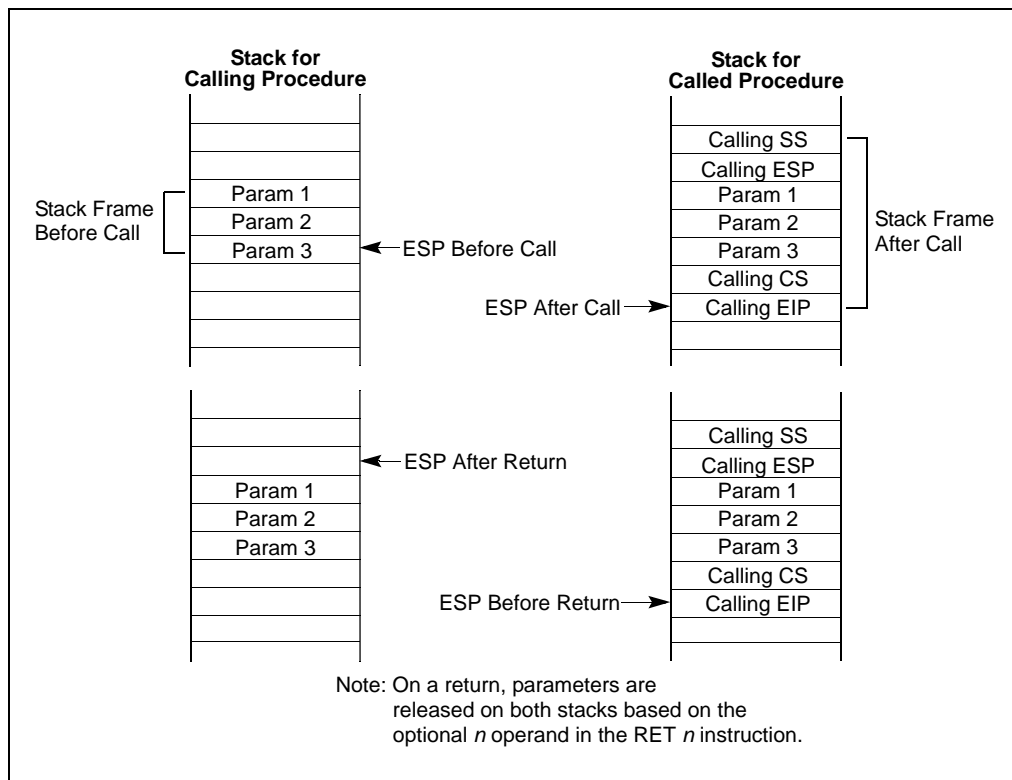 Stack for
Calling Procedure
Stack for
Called Procedure
Stack Frame
Before Call
Param 1
Param 2
Param 3
ESP Before Call
ESP After Call
Calling SS
Calling ESP
Param 1
Param 2
Param 3
Calling CS
Calling EIP
Stack Frame
After Call
ESP After Return
Param 1
Param 2
Param 3
ESP Before Return
Calling SS
Calling ESP
Param 1
Param 2
Param 3
Calling CS
Calling EIP
Note: On a return, parameters are
released on both stacks based on the
optional n operand in the RET n instruction.